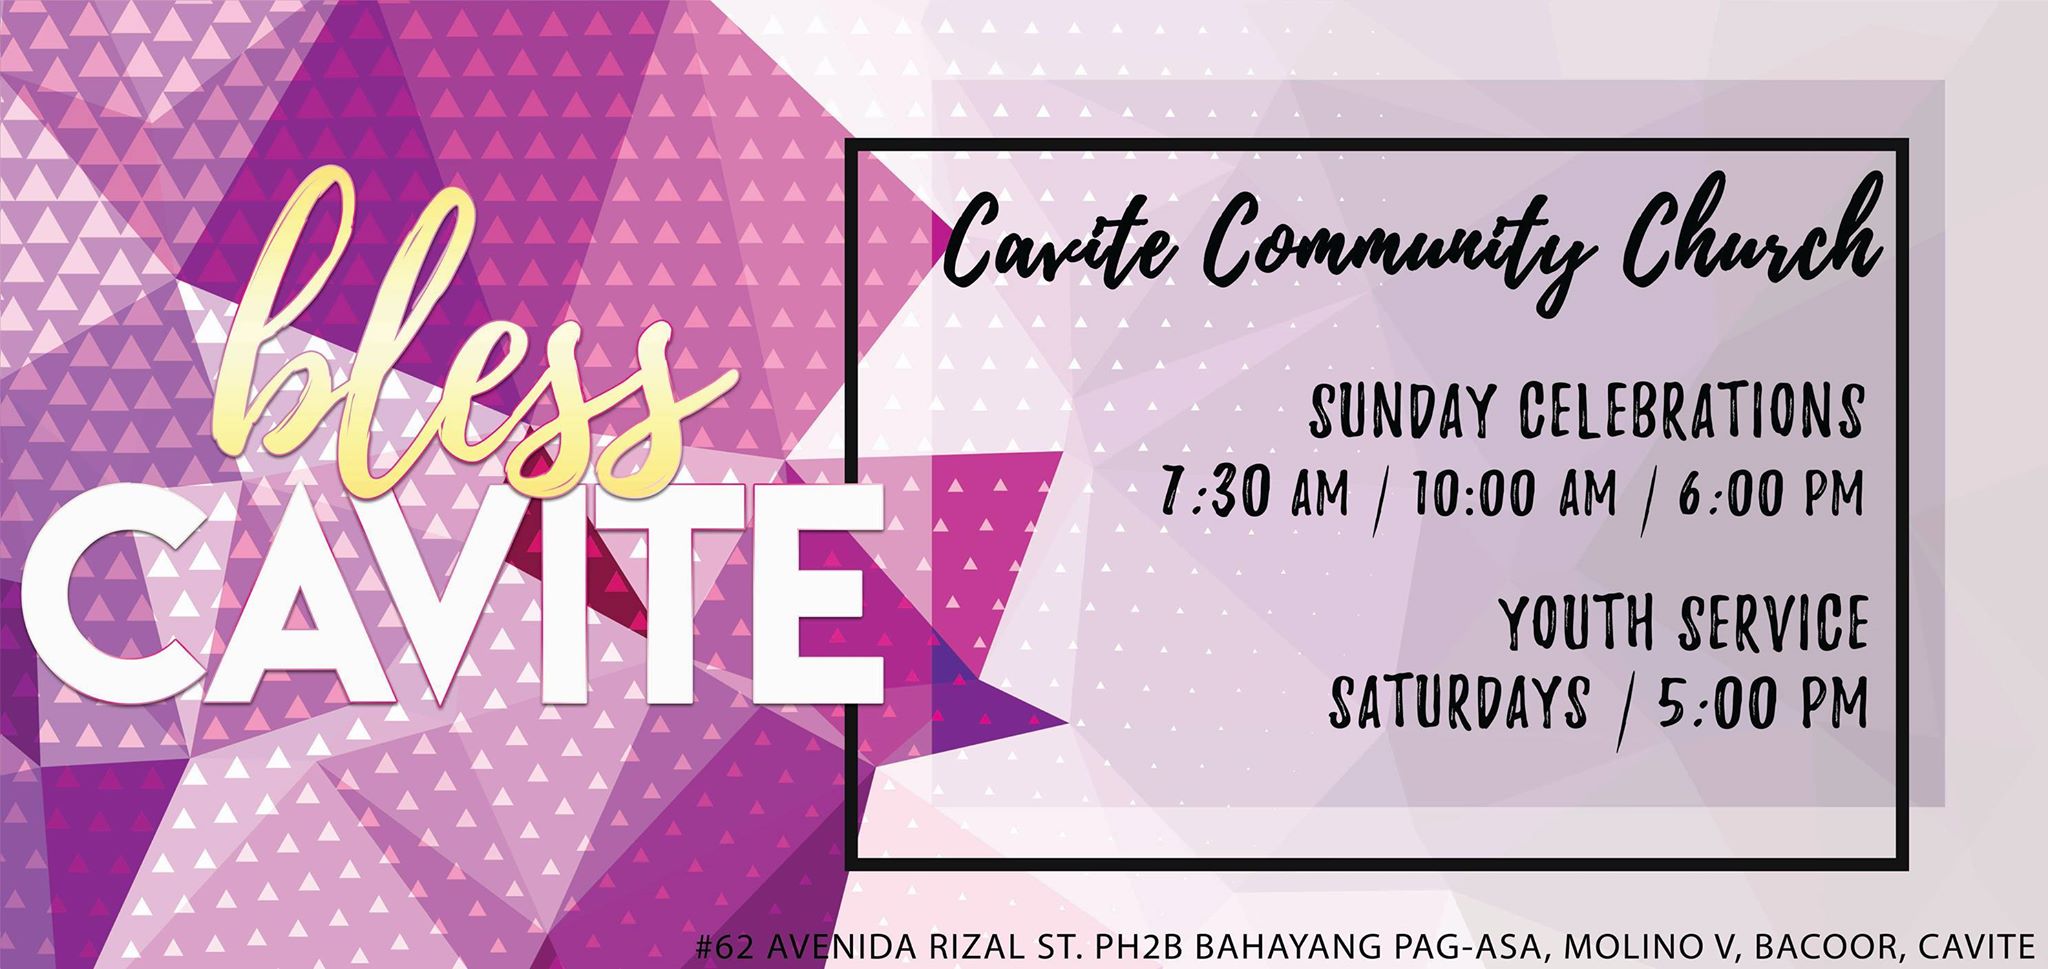 bless
CAVITE
Cavite Community Church
SUNDAY CELEBRATIONS
7:30 AM / 10:00 AM / 6:00 PM
YOUTH SERVICE
SATURDAYS / 5:00 PM
#62 AVENIDA RIZAL ST. PH2B BAHAYANG PAG-ASA, MOLINO V, BACOOR, CAVITE